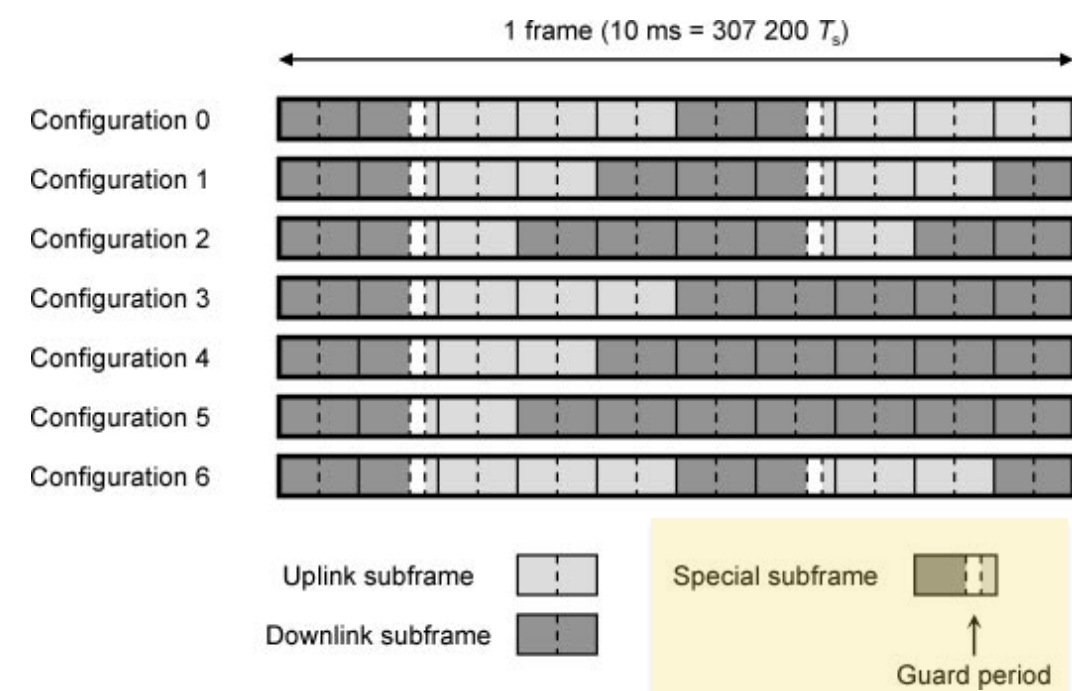 1 frame (10 ms = 307 200 Ts)
Configuration 0
Configuration 1
Configuration 2
Configuration 3
Configuration 4
Configuration 5
Configuration 6
Uplink subframe
Special subframe
Downlink subframe
Guard period